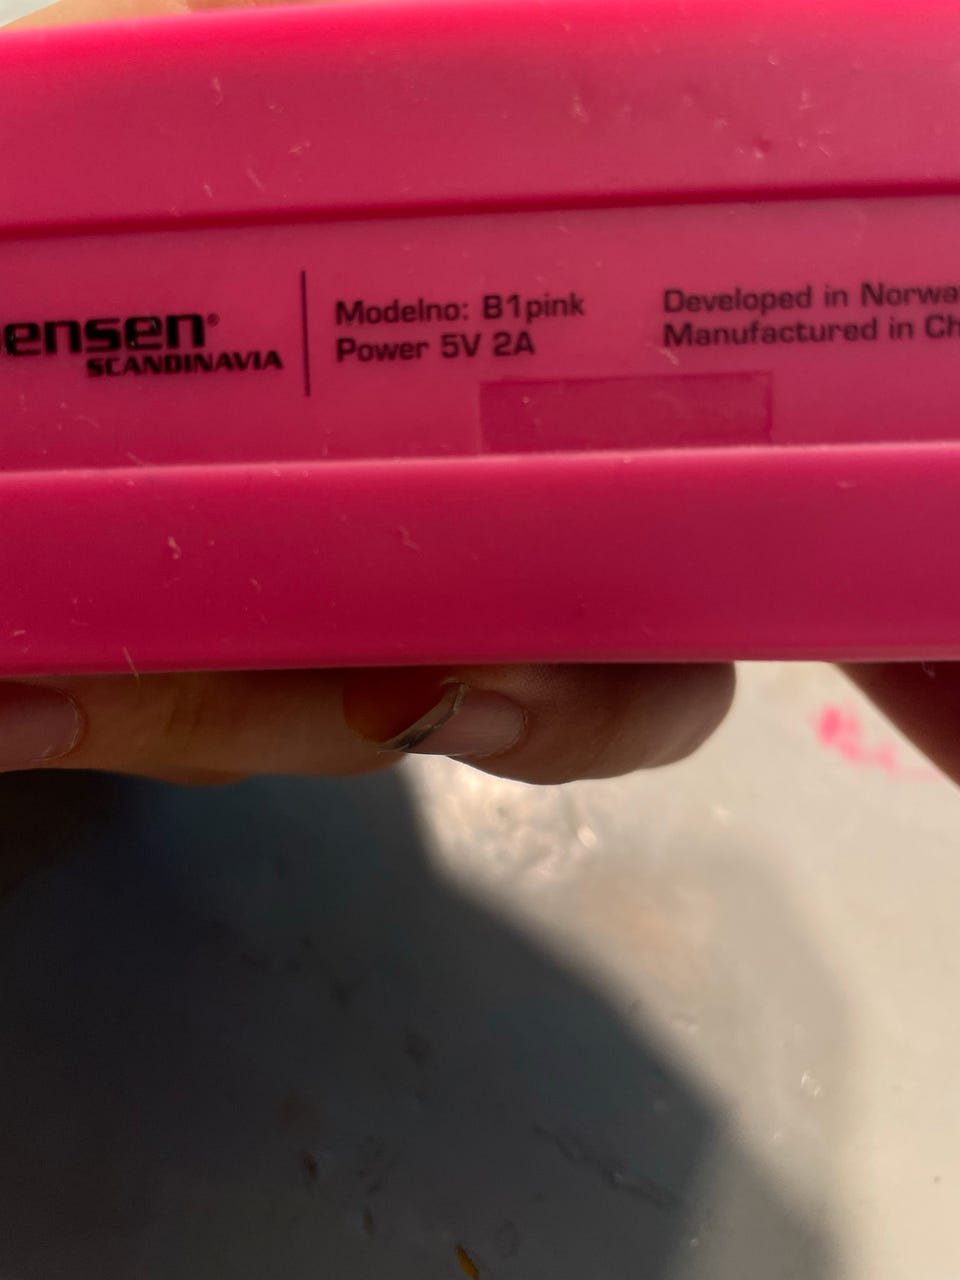 ensen®
SCANDINAVIA
Modelno: B1pink
Power 5V 2A
Developed in Norwa
Manufactured in Ch